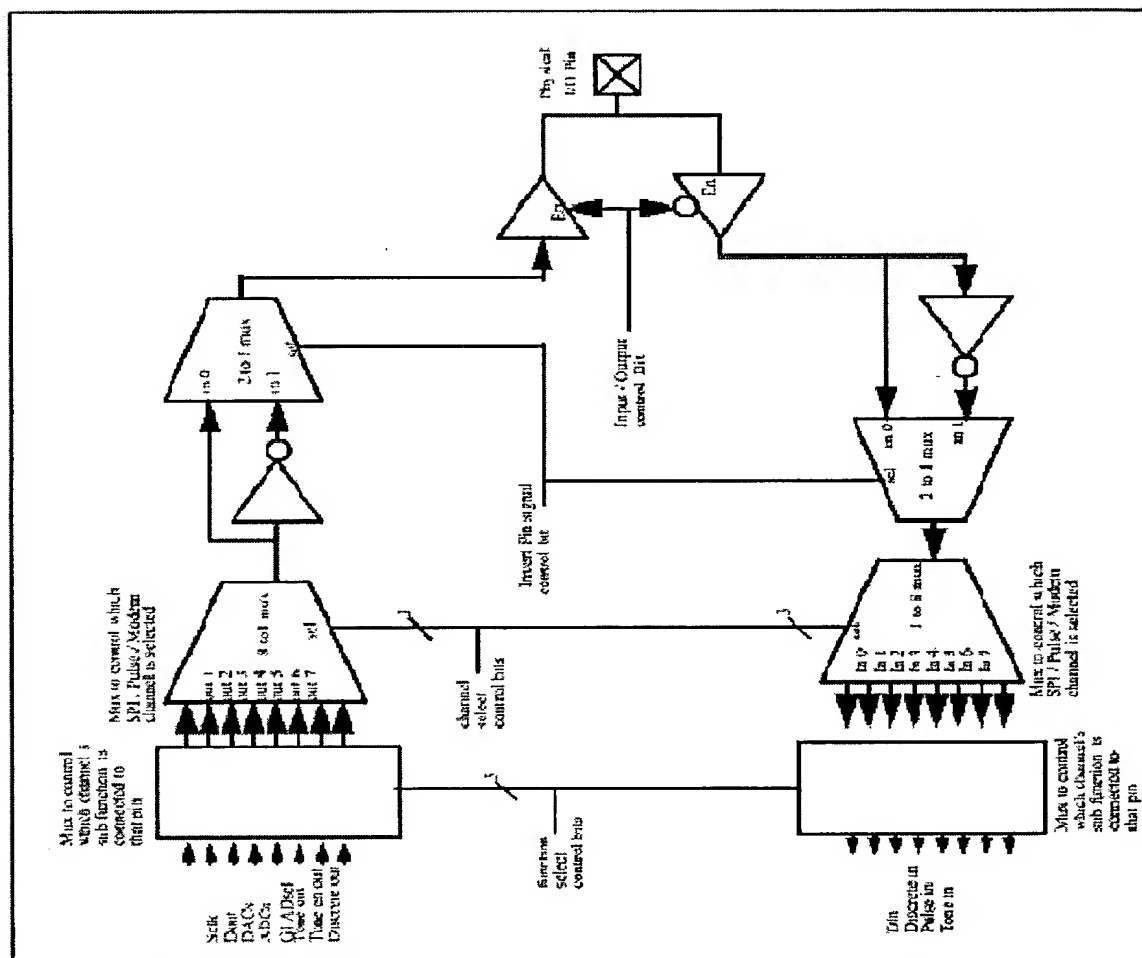 Physical
I/O Pin
En
En
2 to 1 mux
in 0
in 1
sel
Input / Output
control Bit
in 0
in 1
sel
2 to 1 mux
Invert Pin signal
control bit
Mux to control which
SPI / Pulse / Modem
channel is selected
8 to 1 mux
sel
out 1
out 2
out 3
out 4
out 5
out 6
out 7
3
channel
select
control bits
3
sel
1 to 8 mux
In 0
In 1
In 2
In 3
In 4
In 5
In 6
In 7
Mux to control which
SPI / Pulse / Modem
channel is selected
Mux to control
which channel's
sub function is
connected to
that pin
function
select
control bits
Mux to control
which channel's
sub function is
connected to
that pin
Sclk
Dout
DACs
ADCs
Tone out
Tone en out
Discrete out
Din
Discrete in
Pulse in
Tone in